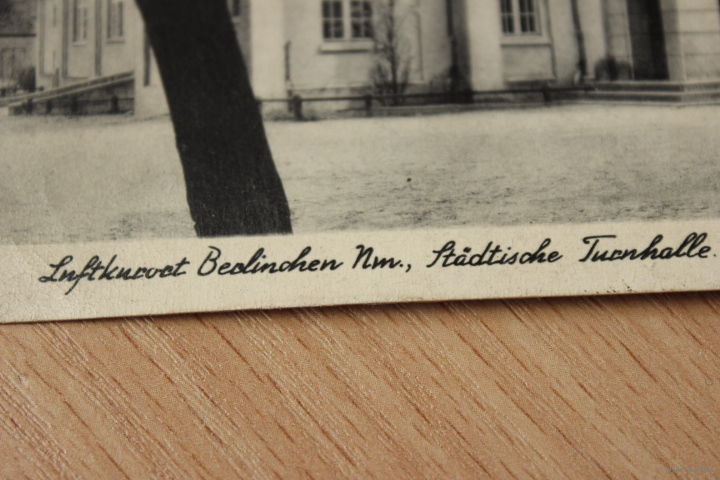 Luftkurort Berlinchen Nm., Städtische Turnhalle.